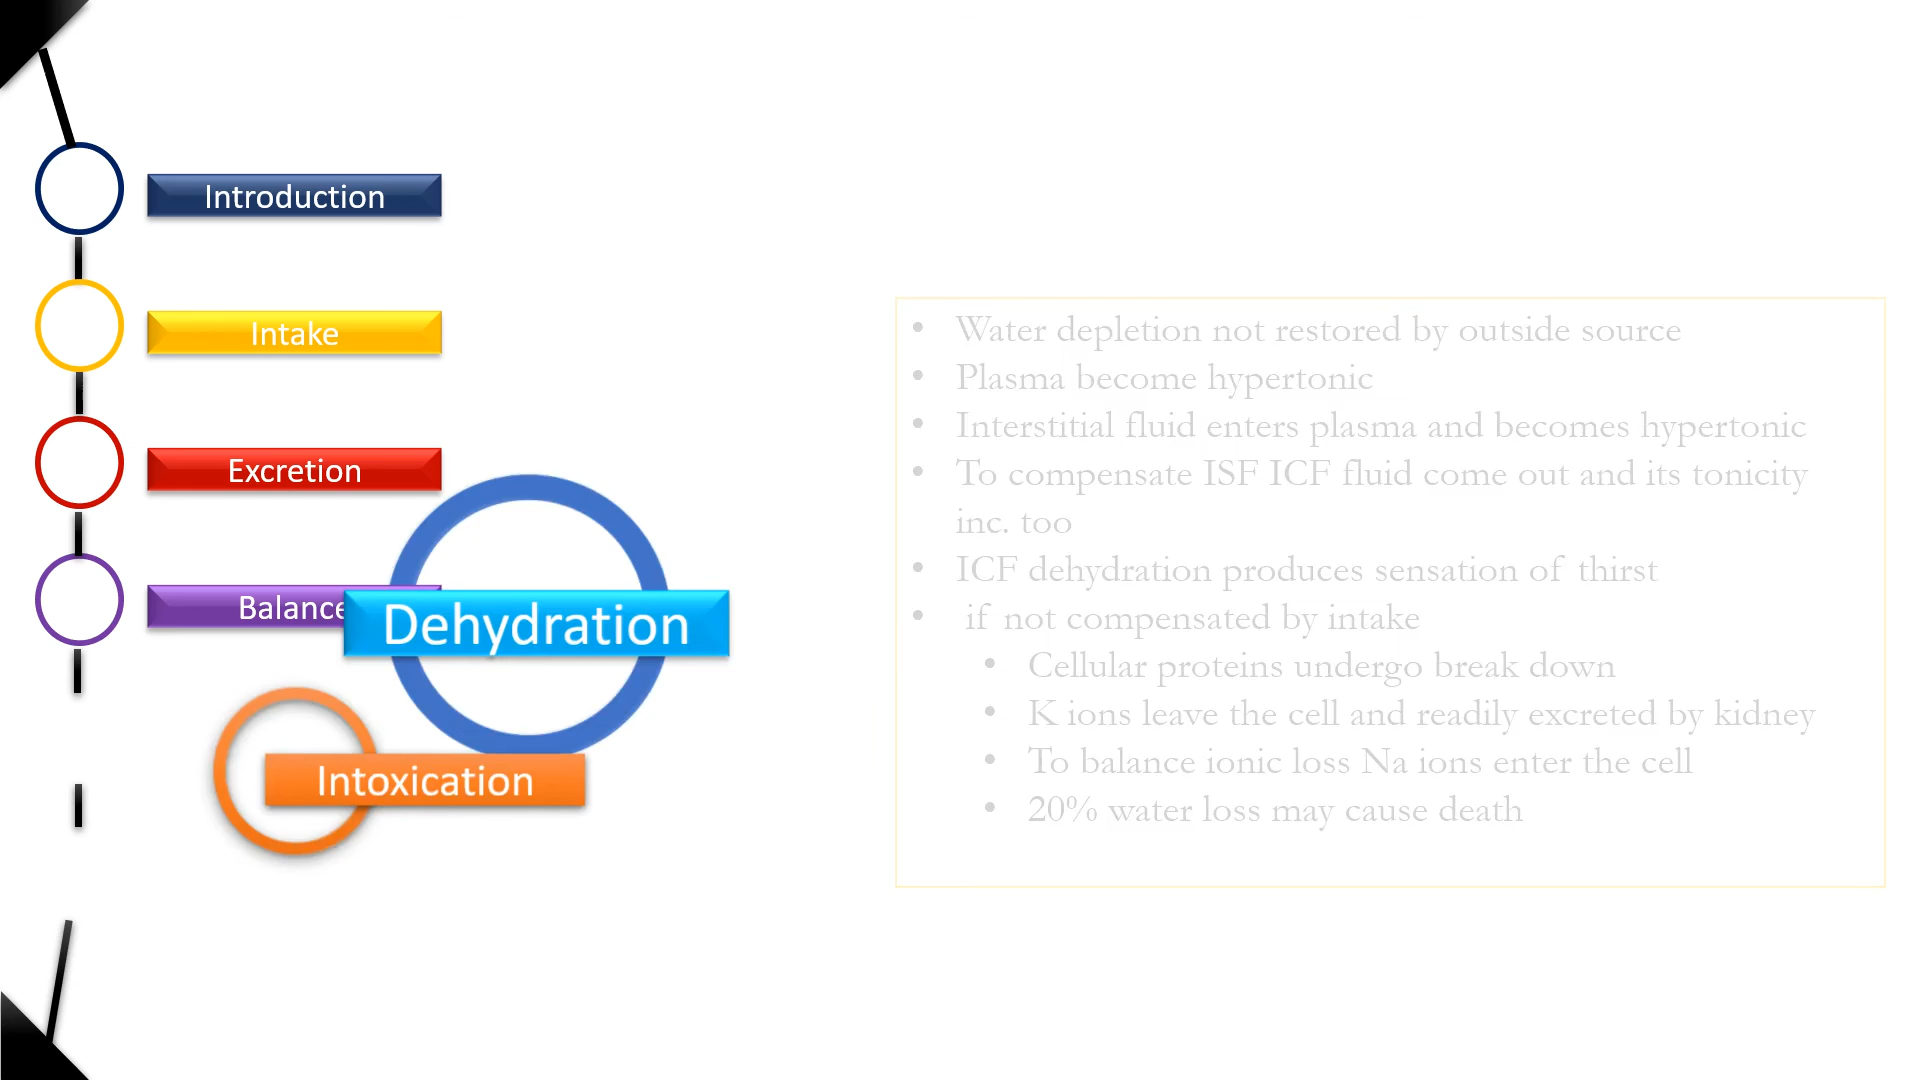 Introduction
Intake
Excretion
Balance
Dehydration
Intoxication
• Water depletion not restored by outside source
• Plasma become hypertonic
• Interstitial fluid enters plasma and becomes hypertonic
• To compensate ISF ICF fluid come out and its tonicity
inc. too
• ICF dehydration produces sensation of thirst
• if not compensated by intake
• Cellular proteins undergo break down
• K ions leave the cell and readily excreted by kidney
• To balance ionic loss Na ions enter the cell
• 20% water loss may cause death